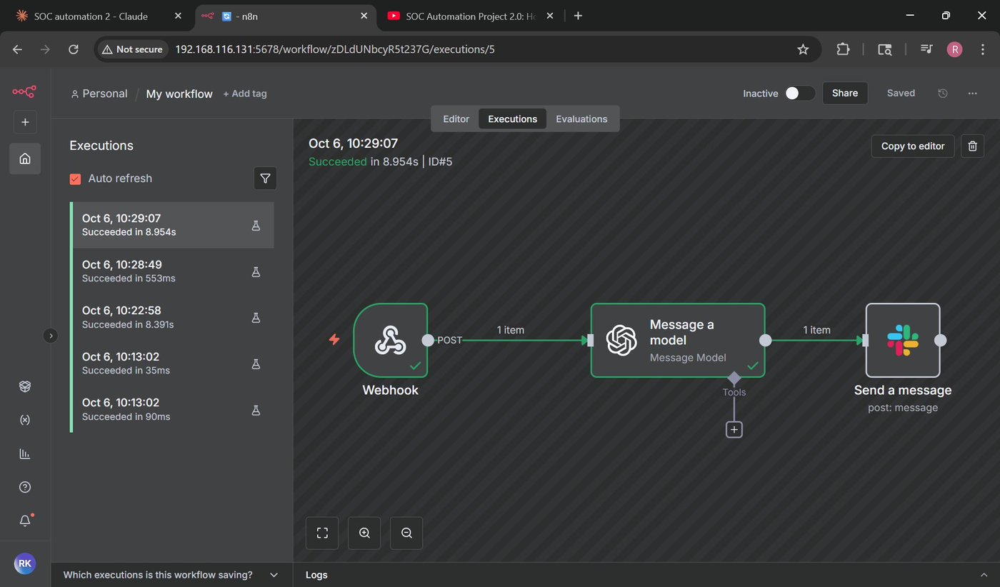 SOC automation 2 - Claude
- n8n
SOC Automation Project 2.0: Ho
Not secure
192.168.116.131:5678/workflow/zDLdUNbcyR5t237G/executions/5
R
Personal / My workflow + Add tag
Inactive
Share
Saved
Editor
Executions
Evaluations
Executions
Auto refresh
Oct 6, 10:29:07
Succeeded in 8.954s
Oct 6, 10:28:49
Succeeded in 553ms
Oct 6, 10:22:58
Succeeded in 8.391s
Oct 6, 10:13:02
Succeeded in 35ms
Oct 6, 10:13:02
Succeeded in 90ms
Oct 6, 10:29:07
Succeeded in 8.954s | ID#5
Copy to editor
POST
1 item
Message a
model
Message Model
1 item
Webhook
Tools
Send a message
post: message
RK
Which executions is this workflow saving?
Logs